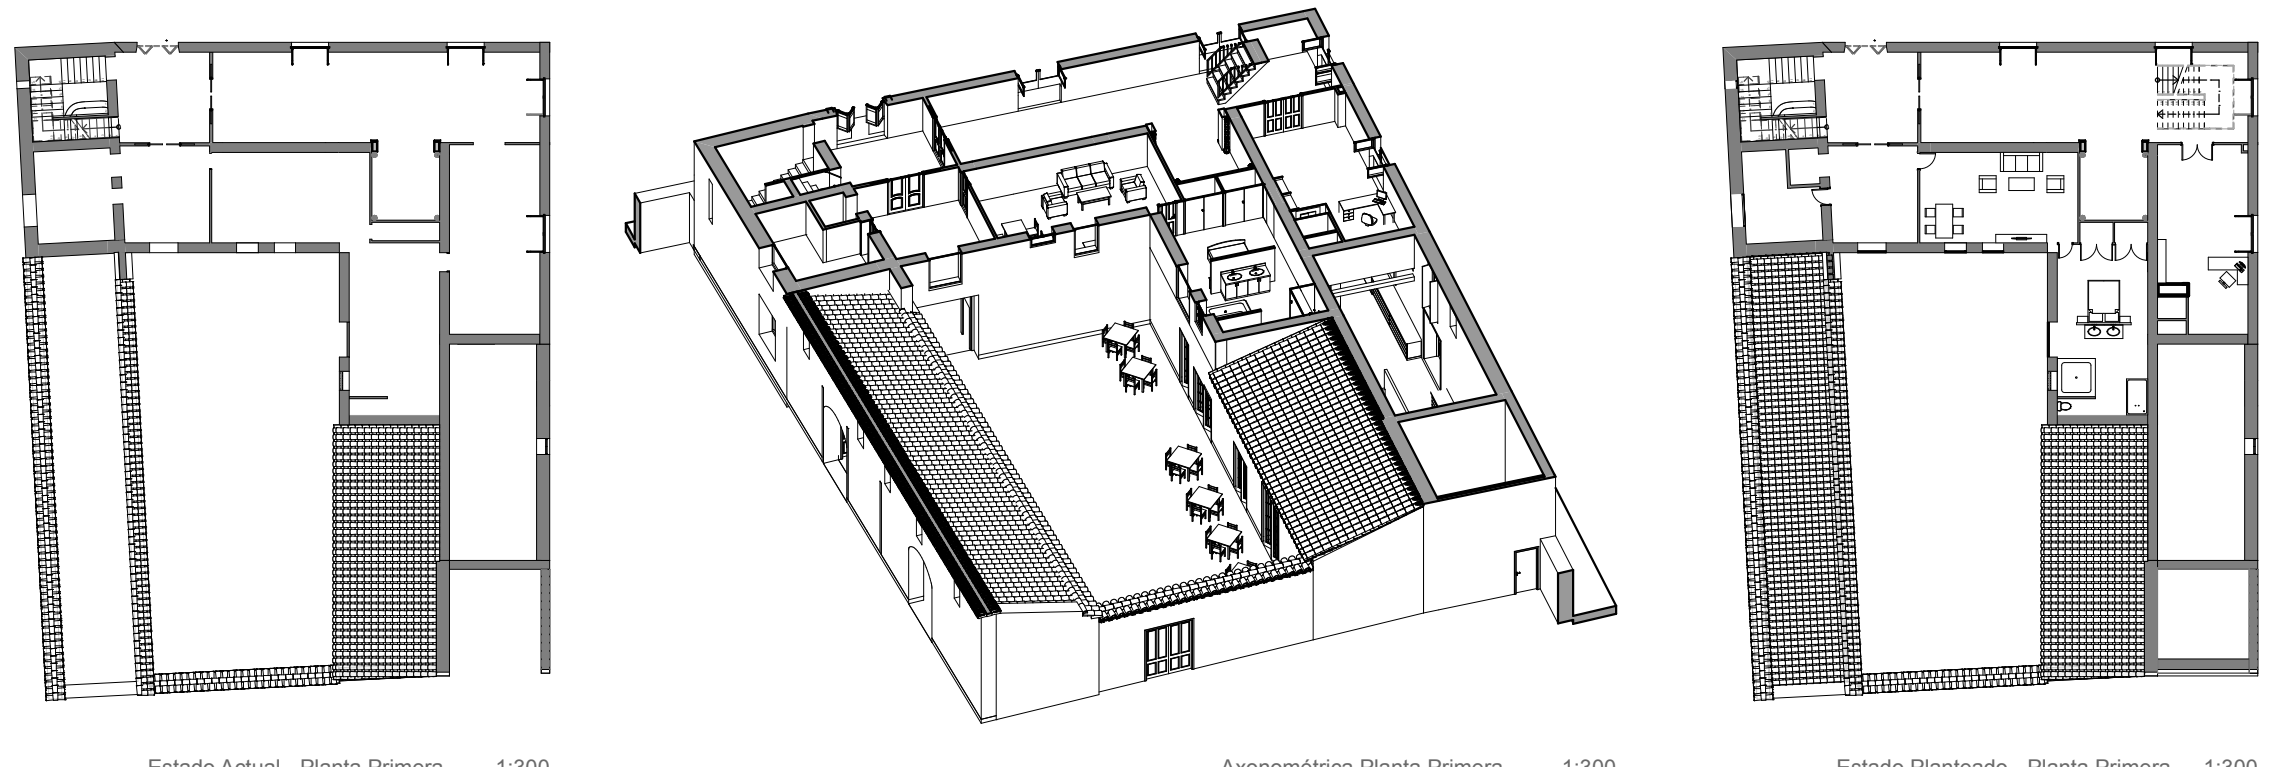 Estado Actual - Planta Primera 1:300
Axonométrica Planta Primera 1:300
Estado Planteado - Planta Primera 1:300